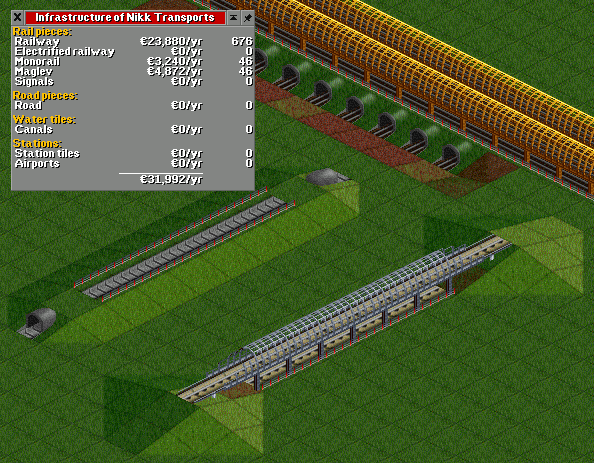 Infrastructure of Nikk Transports
Rail pieces:
Railway €23,880/yr 676
Electrified railway €0/yr 0
Monorail €3,240/yr 46
Maglev €4,872/yr 46
Signals €0/yr 0
Road pieces:
Road €0/yr 0
Water tiles:
Canals €0/yr 0
Stations:
Station tiles €0/yr 0
Airports €0/yr 0
€31,992/yr